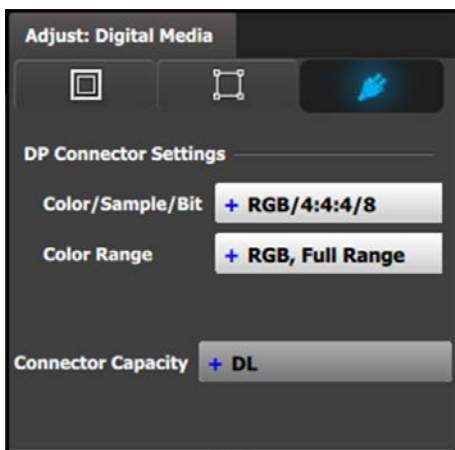 Adjust: Digital Media
DP Connector Settings
Color/Sample/Bit + RGB/4:4:4/8
Color Range + RGB, Full Range
Connector Capacity + DL